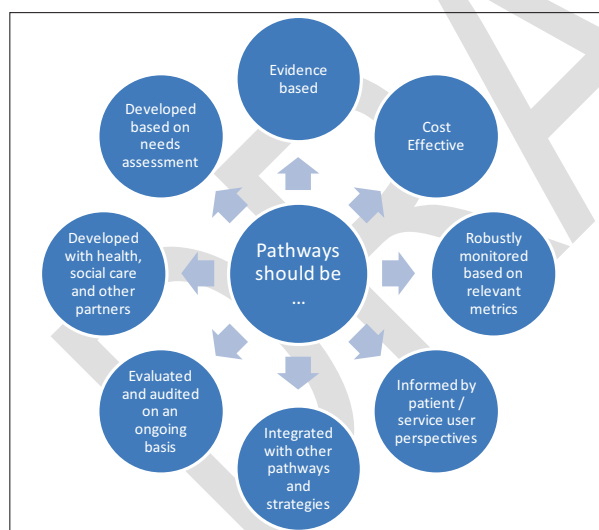 Evidence
based
Cost
Effective
Robustly
monitored
based on
relevant
metrics
Informed by
patient /
service user
perspectives
Integrated
with other
pathways
and
strategies
Evaluated
and audited
on an
ongoing
basis
Developed
with health,
social care
and other
partners
Developed
based on
needs
assessment
Pathways
should be
...